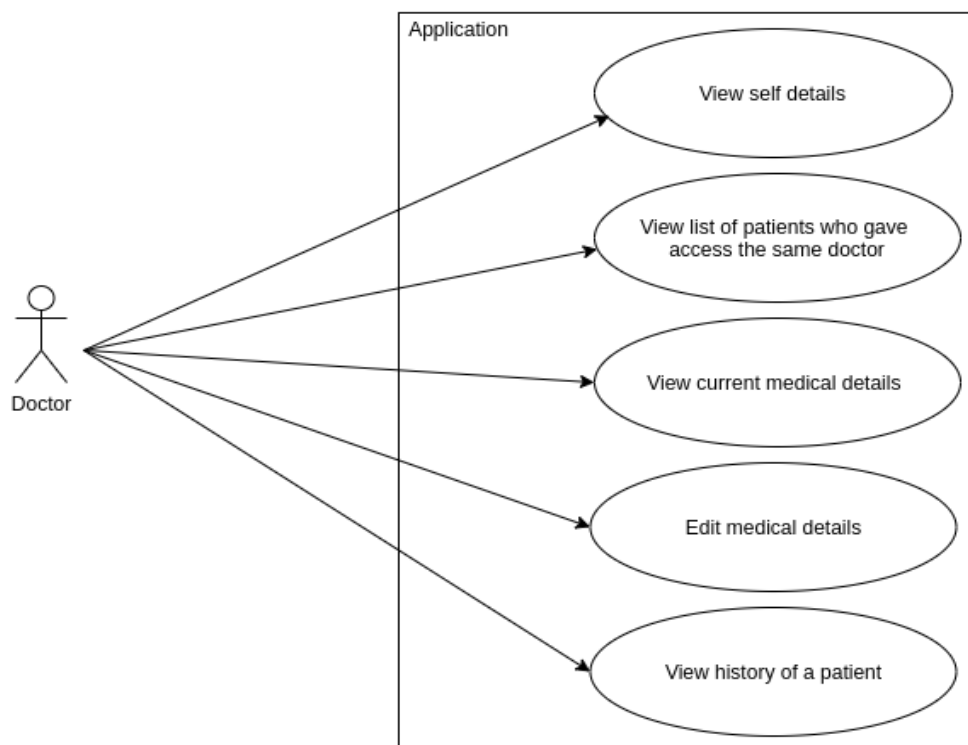 Application
View self details
View list of patients who gave
access the same doctor
View current medical details
Doctor
Edit medical details
View history of a patient